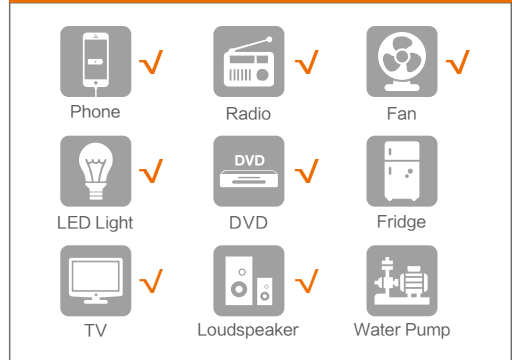 Phone
Radio
Fan
DVD
LED Light
DVD
Fridge
TV
Loudspeaker
Water Pump